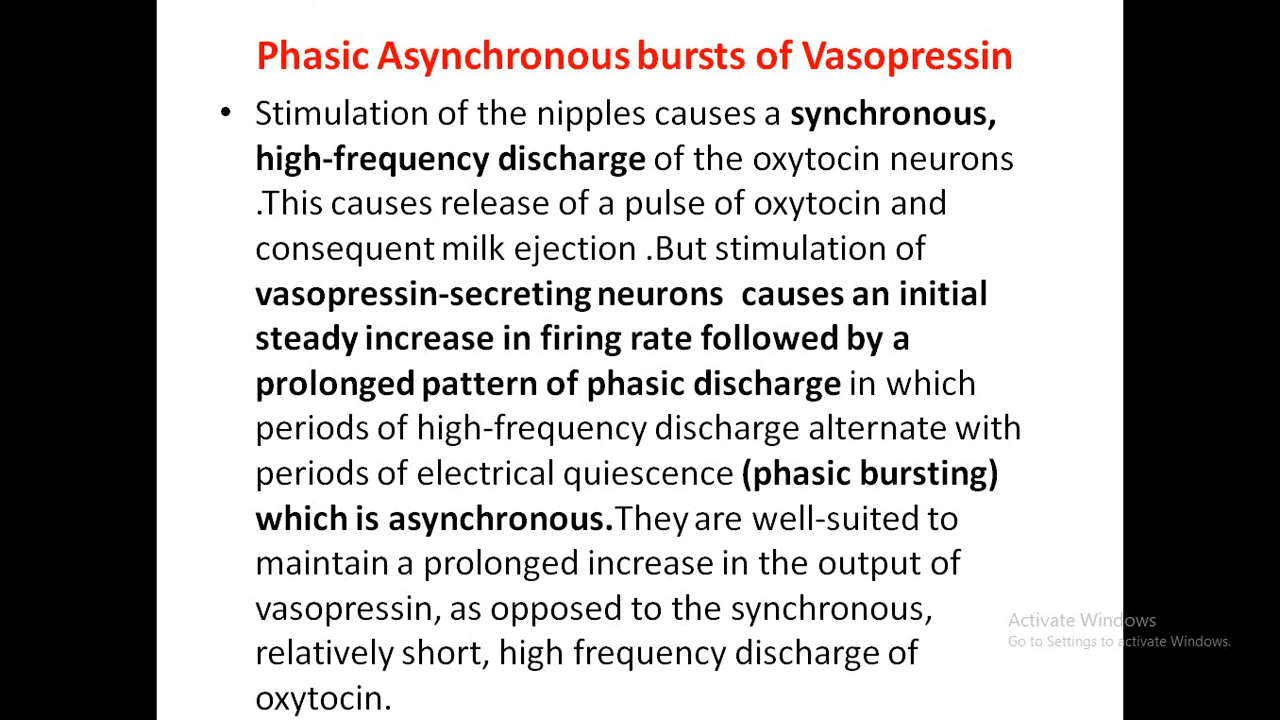 Phasic Asynchronous bursts of Vasopressin
• Stimulation of the nipples causes a synchronous,
high-frequency discharge of the oxytocin neurons
.This causes release of a pulse of oxytocin and
consequent milk ejection .But stimulation of
vasopressin-secreting neurons causes an initial
steady increase in firing rate followed by a
prolonged pattern of phasic discharge in which
periods of high-frequency discharge alternate with
periods of electrical quiescence (phasic bursting)
which is asynchronous.They are well-suited to
maintain a prolonged increase in the output of
vasopressin, as opposed to the synchronous,
relatively short, high frequency discharge of
oxytocin.
Activate Windows
Go to Settings to activate Windows.